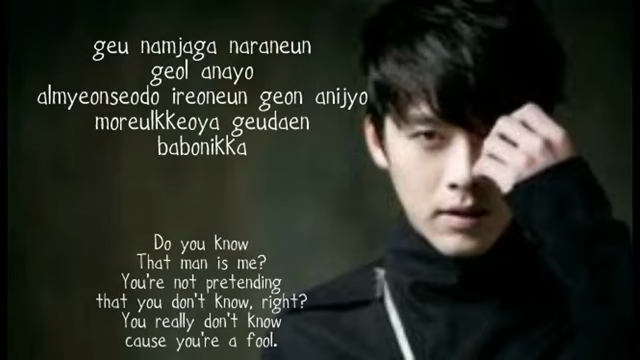 geu namjaga naraneun
geol anayo
almyeonseodo ireoneun geon anijyo
moreulkkeoya geudaen
babonikka
Do you know
That man is me?
You're not pretending
that you don't know, right?
You really don't know
cause you're a fool.